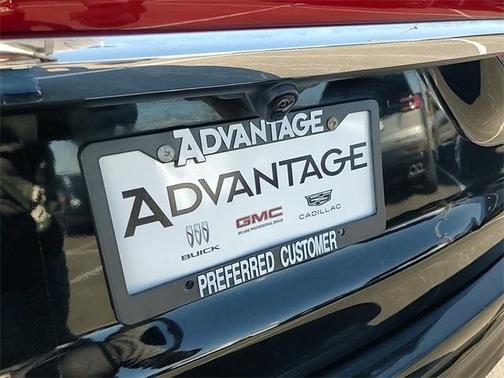 ADVANTAGE
ADVANTAGE
BUICK
GMC
WE ARE PROFESSIONAL GRADE
CADILLAC
PREFERRED CUSTOMER